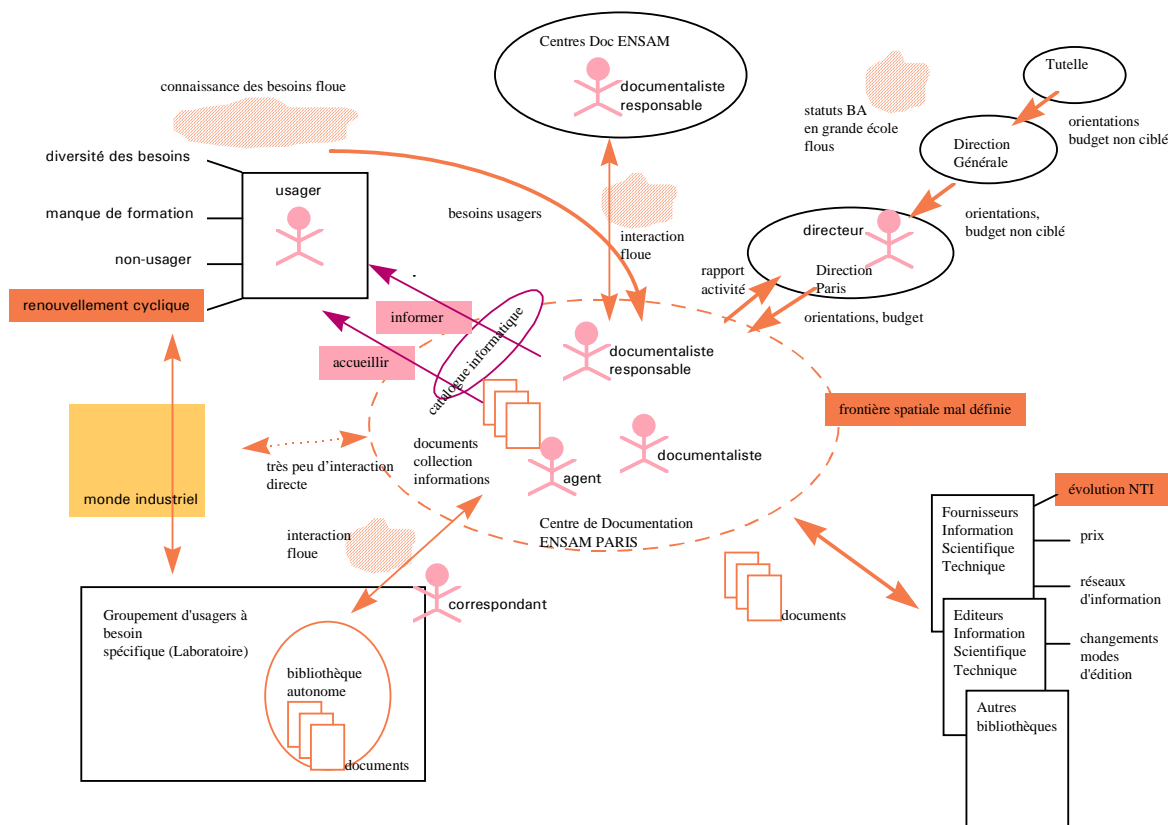 Centres Doc ENSAM
documentaliste
responsable
connaissance des besoins floue
statuts BA
en grande école
flous
Tutelle
orientations
budget non ciblé
Direction
Générale
diversité des besoins
usager
manque de formation
non-usager
renouvellement cyclique
besoins usagers
interaction
floue
directeur
orientations,
budget non ciblé
rapport
activité
Direction
Paris
orientations, budget
informer
accueillir
catalogue informatique
documentaliste
responsable
frontière spatiale mal définie
documents
collection
informations
documentaliste
agent
très peu d'interaction
directe
monde industriel
Centre de Documentation
ENSAM PARIS
interaction
floue
évolution NTI
Fournisseurs
Information
Scientifique
Technique
prix
réseaux
d'information
changements
modes
d'édition
Editeurs
Information
Scientifique
Technique
Autres
bibliothèques
documents
correspondant
Groupement d'usagers à
besoin
spécifique (Laboratoire)
bibliothèque
autonome
documents